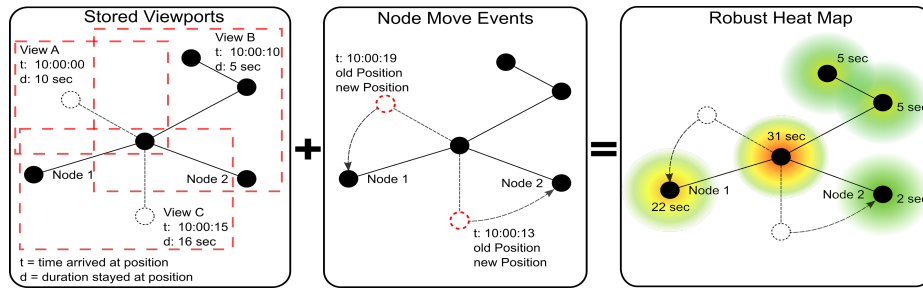 Stored Viewports
View A
t: 10:00:00
d: 10 sec
View B
t: 10:00:10
d: 5 sec
Node 1
Node 2
View C
t: 10:00:15
d: 16 sec
t = time arrived at position
d = duration stayed at position
+
Node Move Events
t: 10:00:19
old Position
new Position
Node 1
Node 2
t: 10:00:13
old Position
new Position
=
Robust Heat Map
5 sec
5 sec
31 sec
Node 1
Node 2
22 sec
2 sec